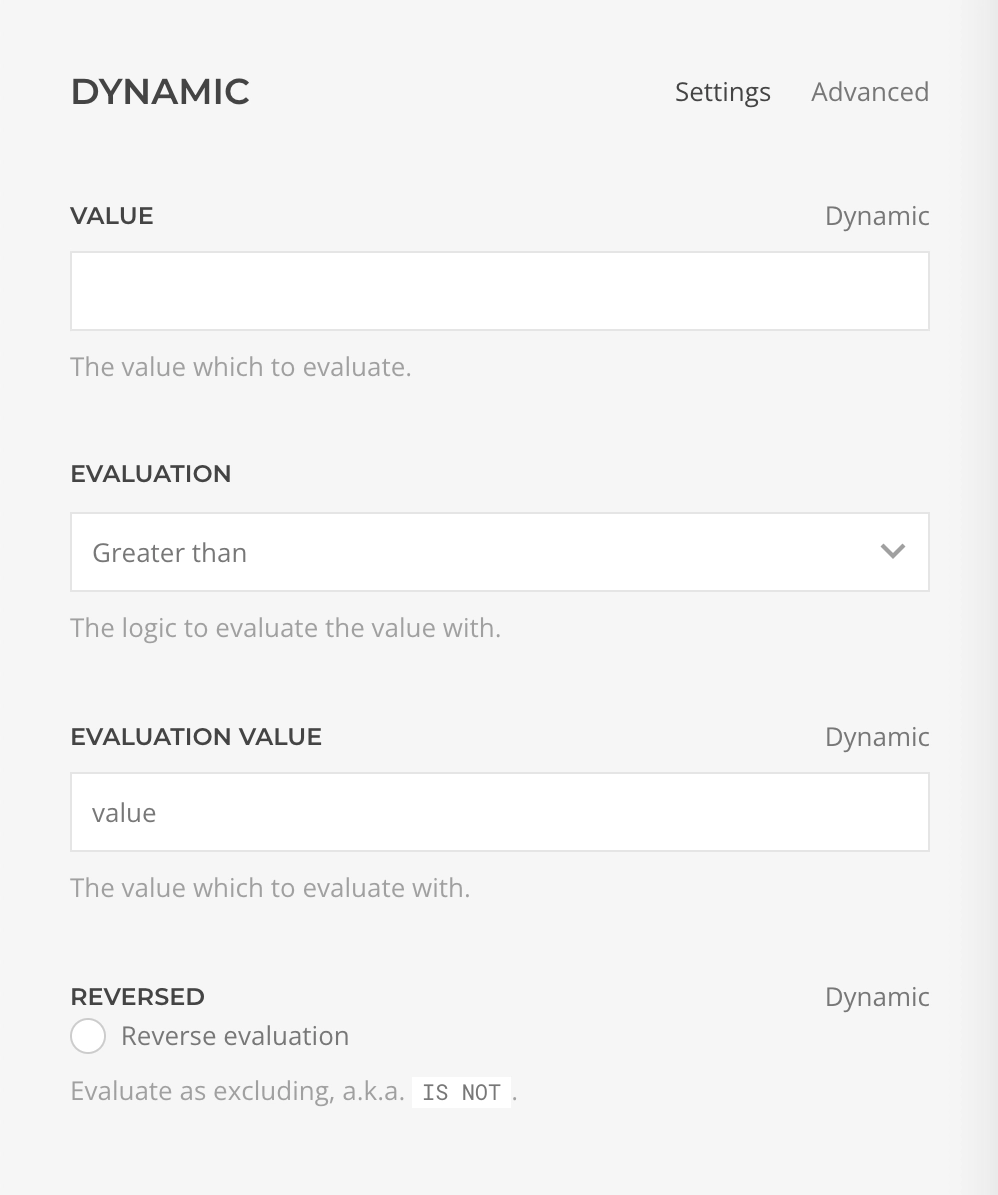 DYNAMIC Settings Advanced
VALUE Dynamic
The value which to evaluate.
EVALUATION
Greater than
The logic to evaluate the value with.
EVALUATION VALUE Dynamic
value
The value which to evaluate with.
REVERSED Dynamic
Reverse evaluation
Evaluate as excluding, a.k.a. IS NOT.